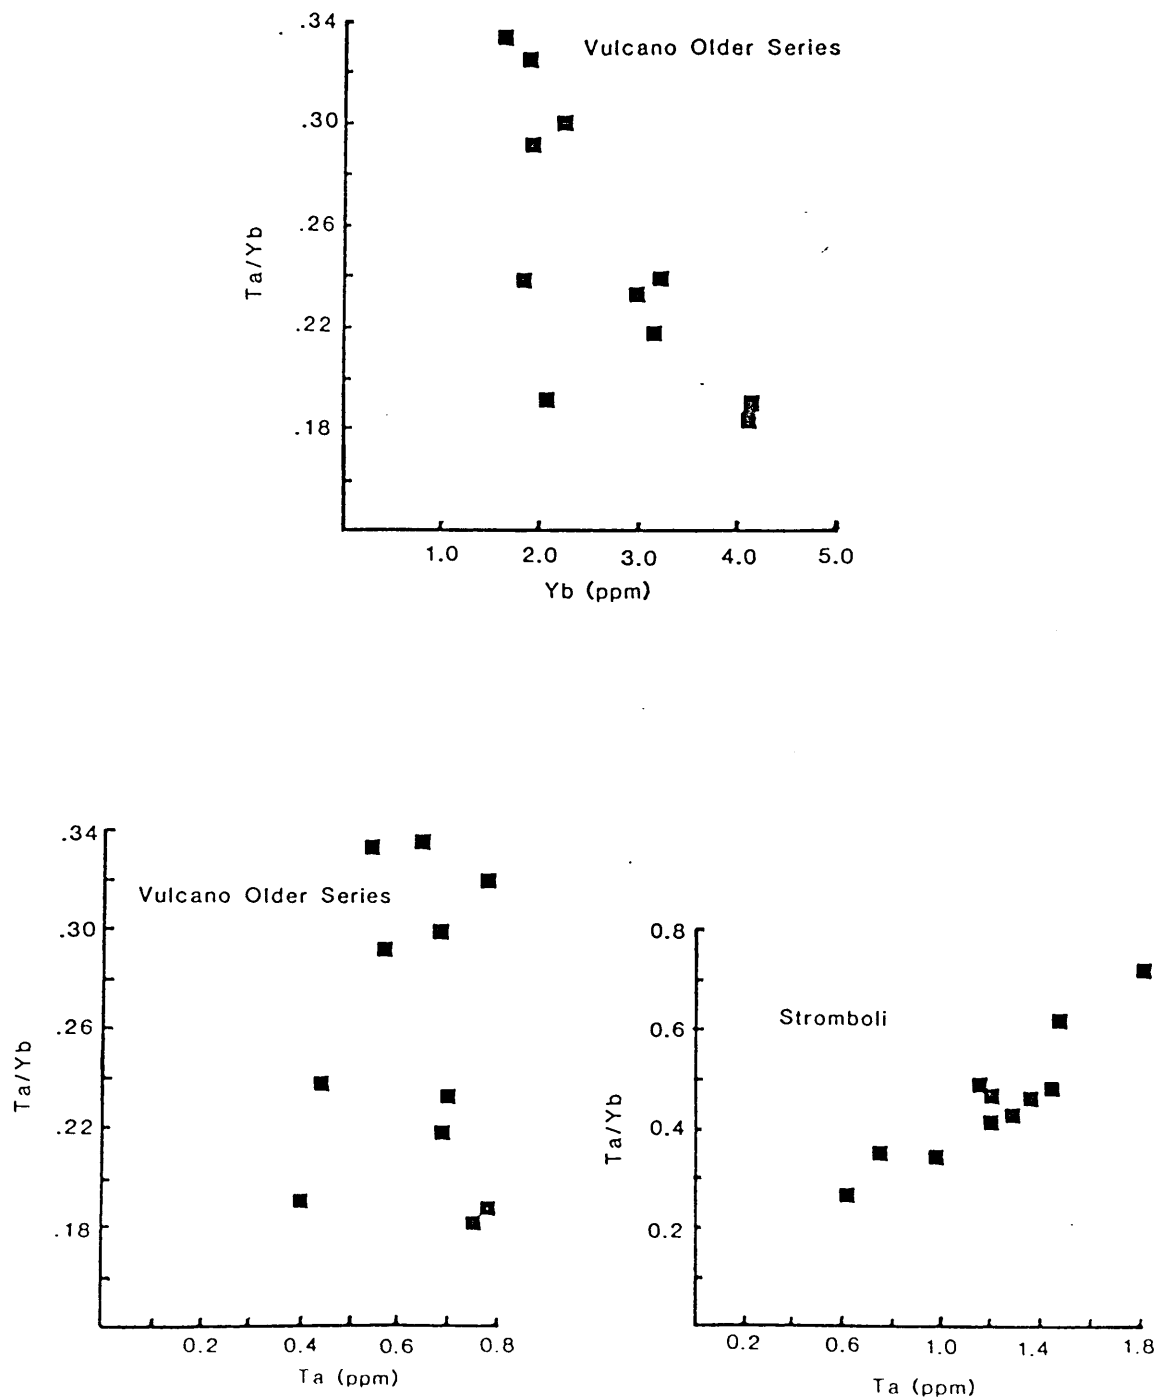 .34
Vulcano Older Series
.30
.26
Ta/Yb
.22
.18
1.0 2.0 3.0 4.0 5.0
Yb (ppm)
.34
Vulcano Older Series
.30
.26
Ta/Yb
.22
.18
0.2 0.4 0.6 0.8
Ta (ppm)
0.8
Stromboli
0.6
Ta/Yb
0.4
0.2
0.2 0.6 1.0 1.4 1.8
Ta (ppm)